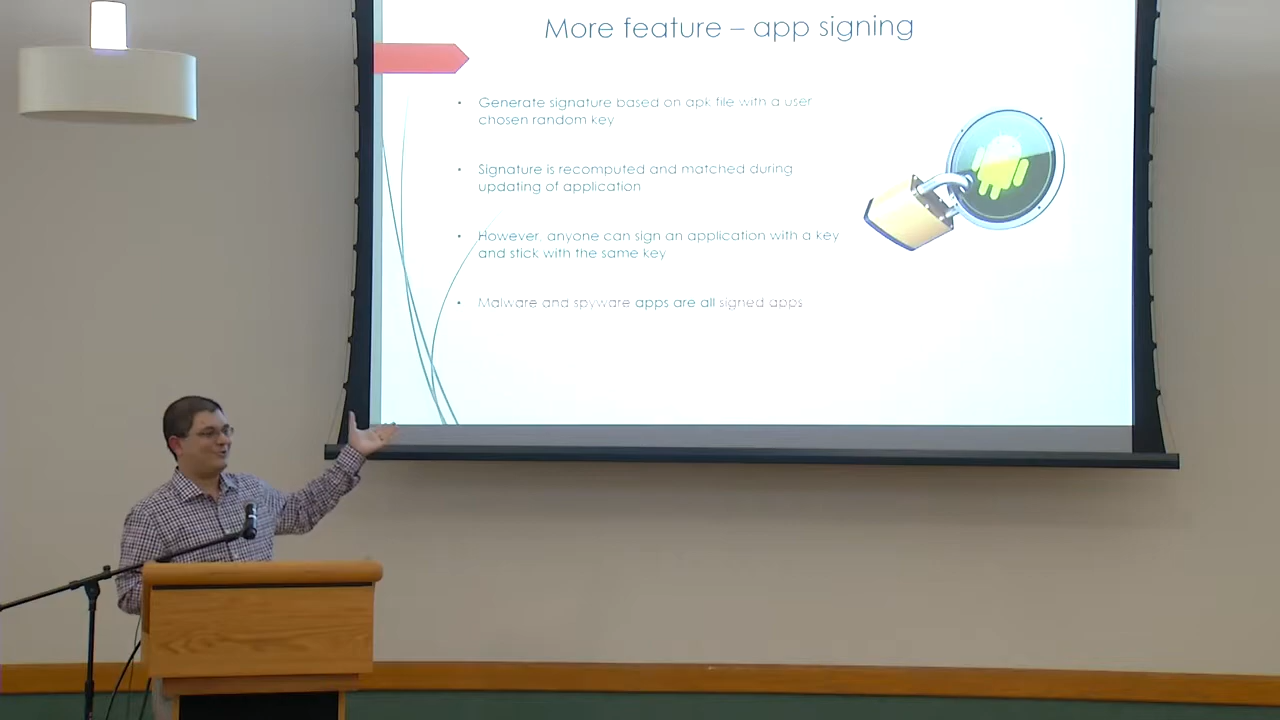 More feature – app signing
• Generate signature based on apk file with a user
chosen random key
• Signature is recomputed and matched during
updating of application
• However, anyone can sign an application with a key
and stick with the same key
• Malware and spyware apps are all signed apps